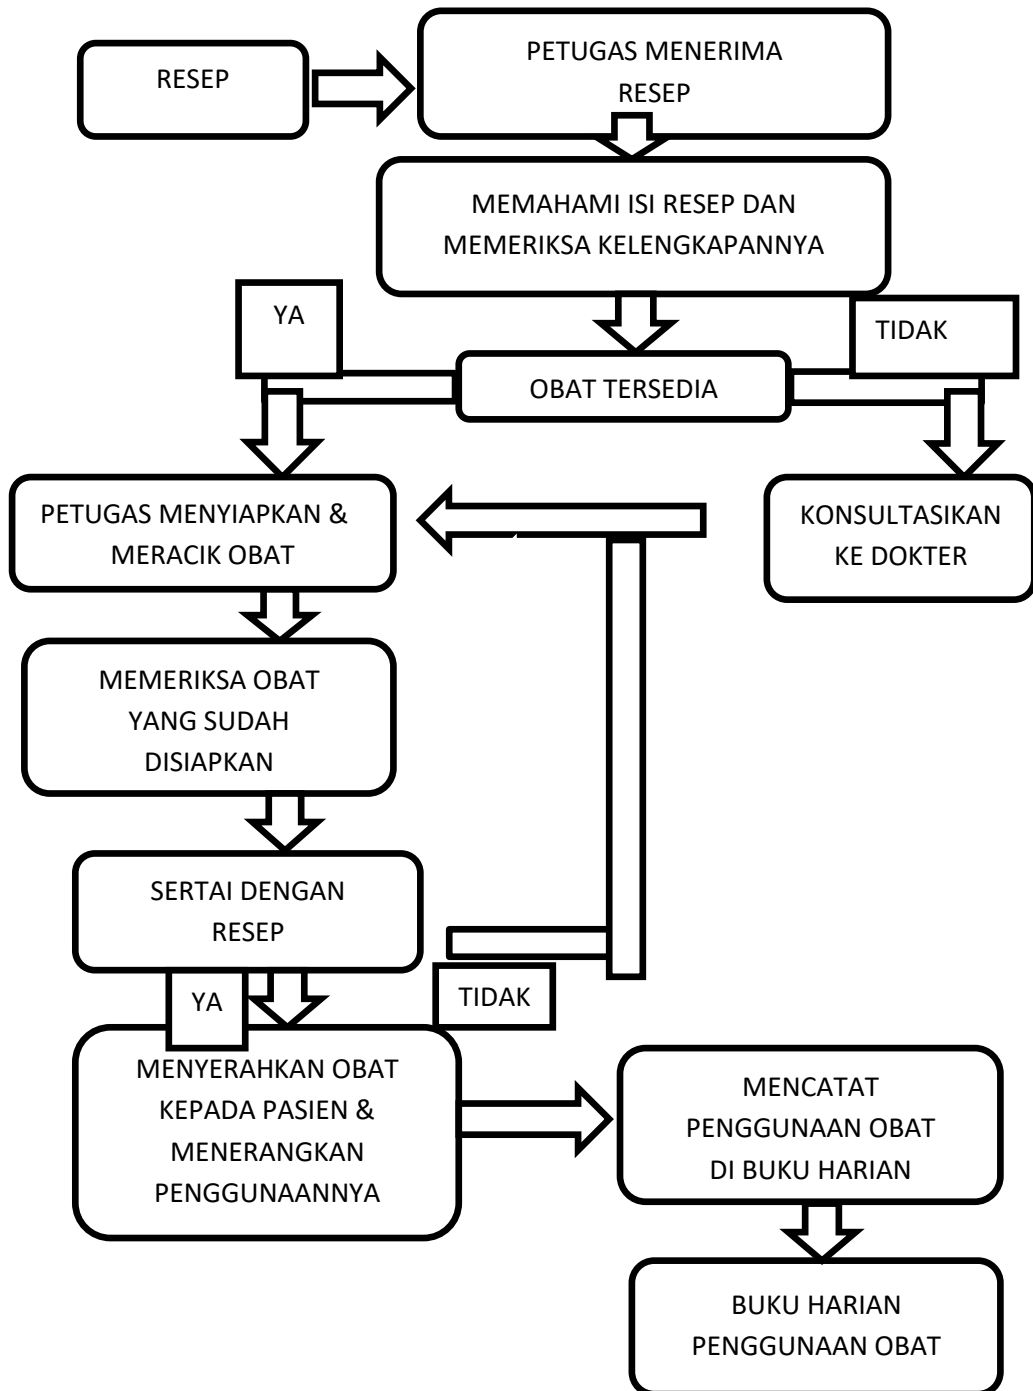 RESEP
PETUGAS MENERIMA
RESEP
MEMAHAMI ISI RESEP DAN
MEMERIKSA KELENGKAPANNYA
YA
TIDAK
OBAT TERSEDIA
PETUGAS MENYIAPKAN &
MERACIK OBAT
KONSULTASIKAN
KE DOKTER
MEMERIKSA OBAT
YANG SUDAH
DISIAPKAN
SERTAI DENGAN
RESEP
YA
TIDAK
MENYERAHKAN OBAT
KEPADA PASIEN &
MENERANGKAN
PENGGUNAANNYA
MENCATAT
PENGGUNAAN OBAT
DI BUKU HARIAN
BUKU HARIAN
PENGGUNAAN OBAT